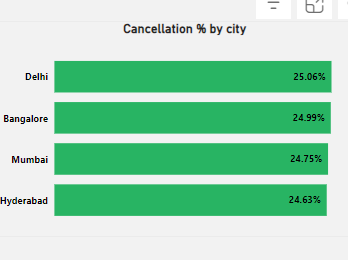 Cancellation % by city
Delhi 25.06%
Bangalore 24.99%
Mumbai 24.75%
Hyderabad 24.63%